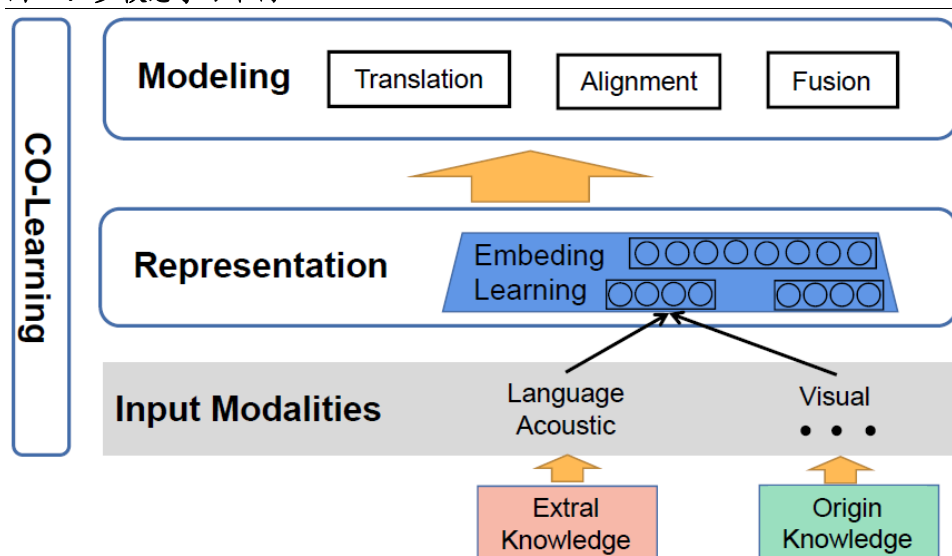 CO-Learning
Modeling
Translation
Alignment
Fusion
Representation
Embeding
Learning
Input Modalities
Language
Acoustic
Visual
Extral
Knowledge
Origin
Knowledge